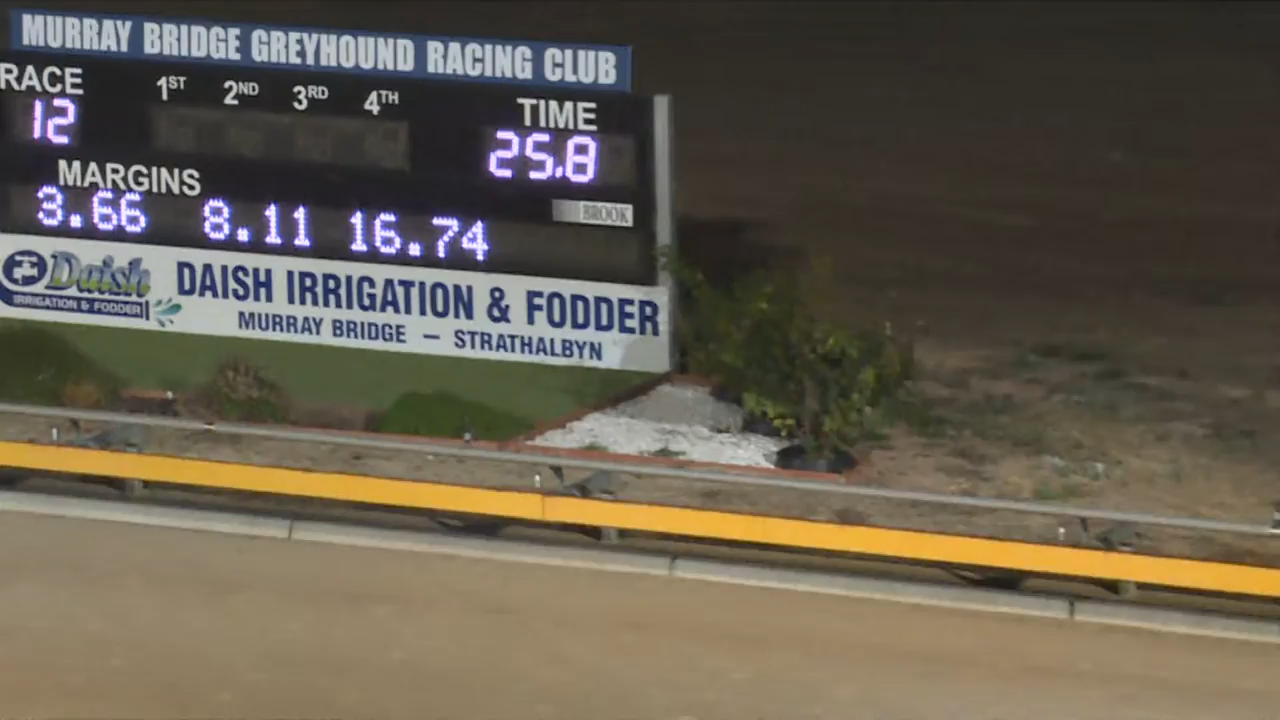 MURRAY BRIDGE GREYHOUND RACING CLUB
RACE 1ST 2ND 3RD 4TH TIME
12 25.8
MARGINS
3.66 8.11 16.74
BROOK
Daish
IRRIGATION & FODDER
DAISH IRRIGATION & FODDER
MURRAY BRIDGE – STRATHALBYN